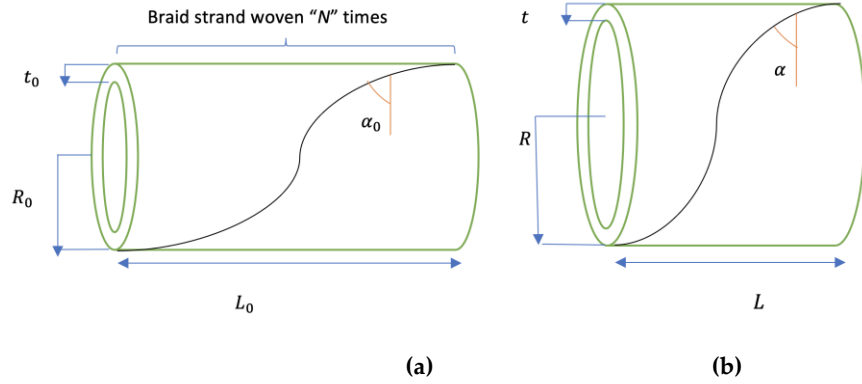 Braid strand woven “N” times
t₀
α₀
R₀
L₀
(a)
t
α
R
L
(b)